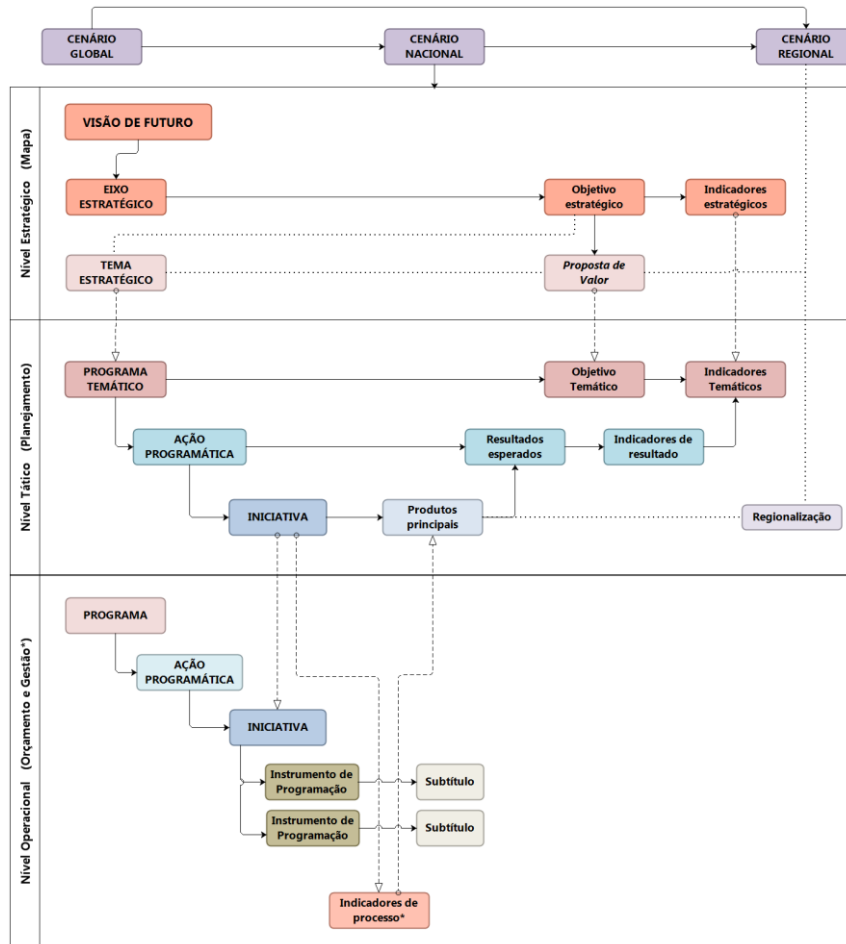 CENÁRIO
GLOBAL
CENÁRIO
NACIONAL
CENÁRIO
REGIONAL
Nível Estratégico (Mapa)
VISÃO DE FUTURO
EIXO
ESTRATÉGICO
Objetivo
estratégico
Indicadores
estratégicos
TEMA
ESTRATÉGICO
Proposta de
Valor
Nível Tático (Planejamento)
PROGRAMA
TEMÁTICO
Objetivo
Temático
Indicadores
Temáticos
AÇÃO
PROGRAMÁTICA
Resultados
esperados
Indicadores de
resultado
INICIATIVA
Produtos
principais
Regionalização
Nível Operacional (Orçamento e Gestão*)
PROGRAMA
AÇÃO
PROGRAMÁTICA
INICIATIVA
Instrumento de
Programação
Subtítulo
Instrumento de
Programação
Subtítulo
Indicadores de
processo*